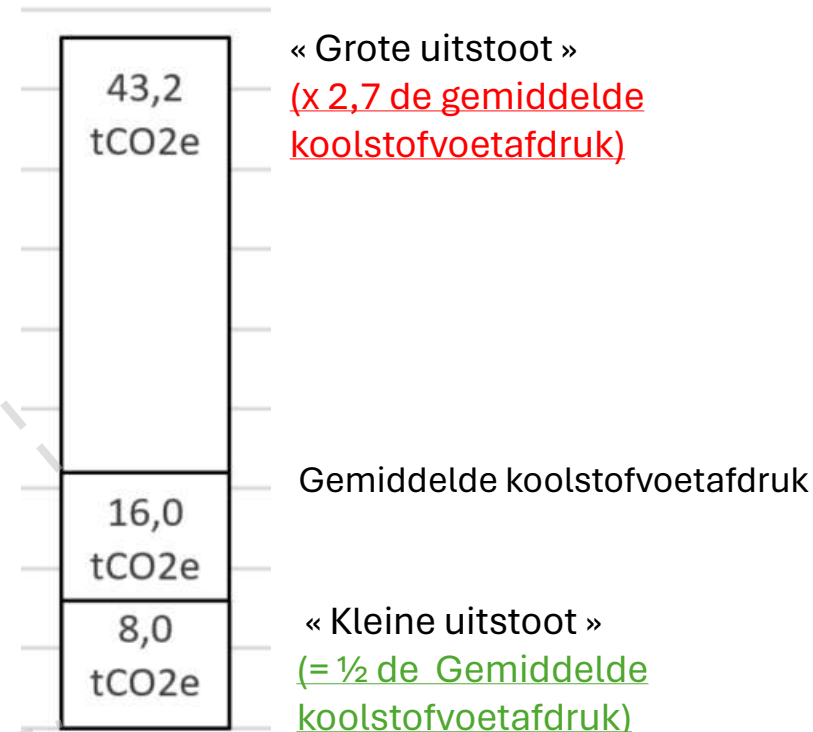 43,2
tCO2e
« Grote uitstoot »
(x 2,7 de gemiddelde
koolstofvoetafdruk)
Gemiddelde koolstofvoetafdruk
16,0
tCO2e
8,0
tCO2e
« Kleine uitstoot »
(= ½ de Gemiddelde
koolstofvoetafdruk)